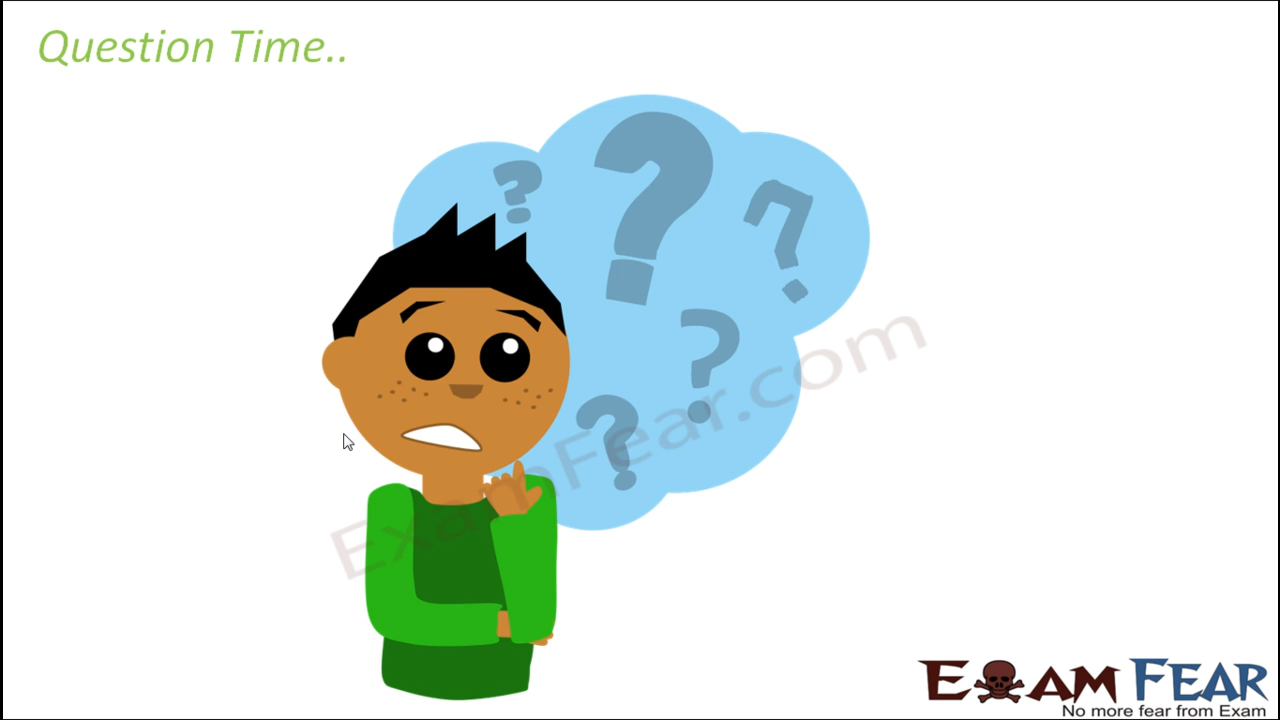 Question Time..
? ? ?
?
?
ExamFear.com
EXAM FEAR
No more fear from Exam